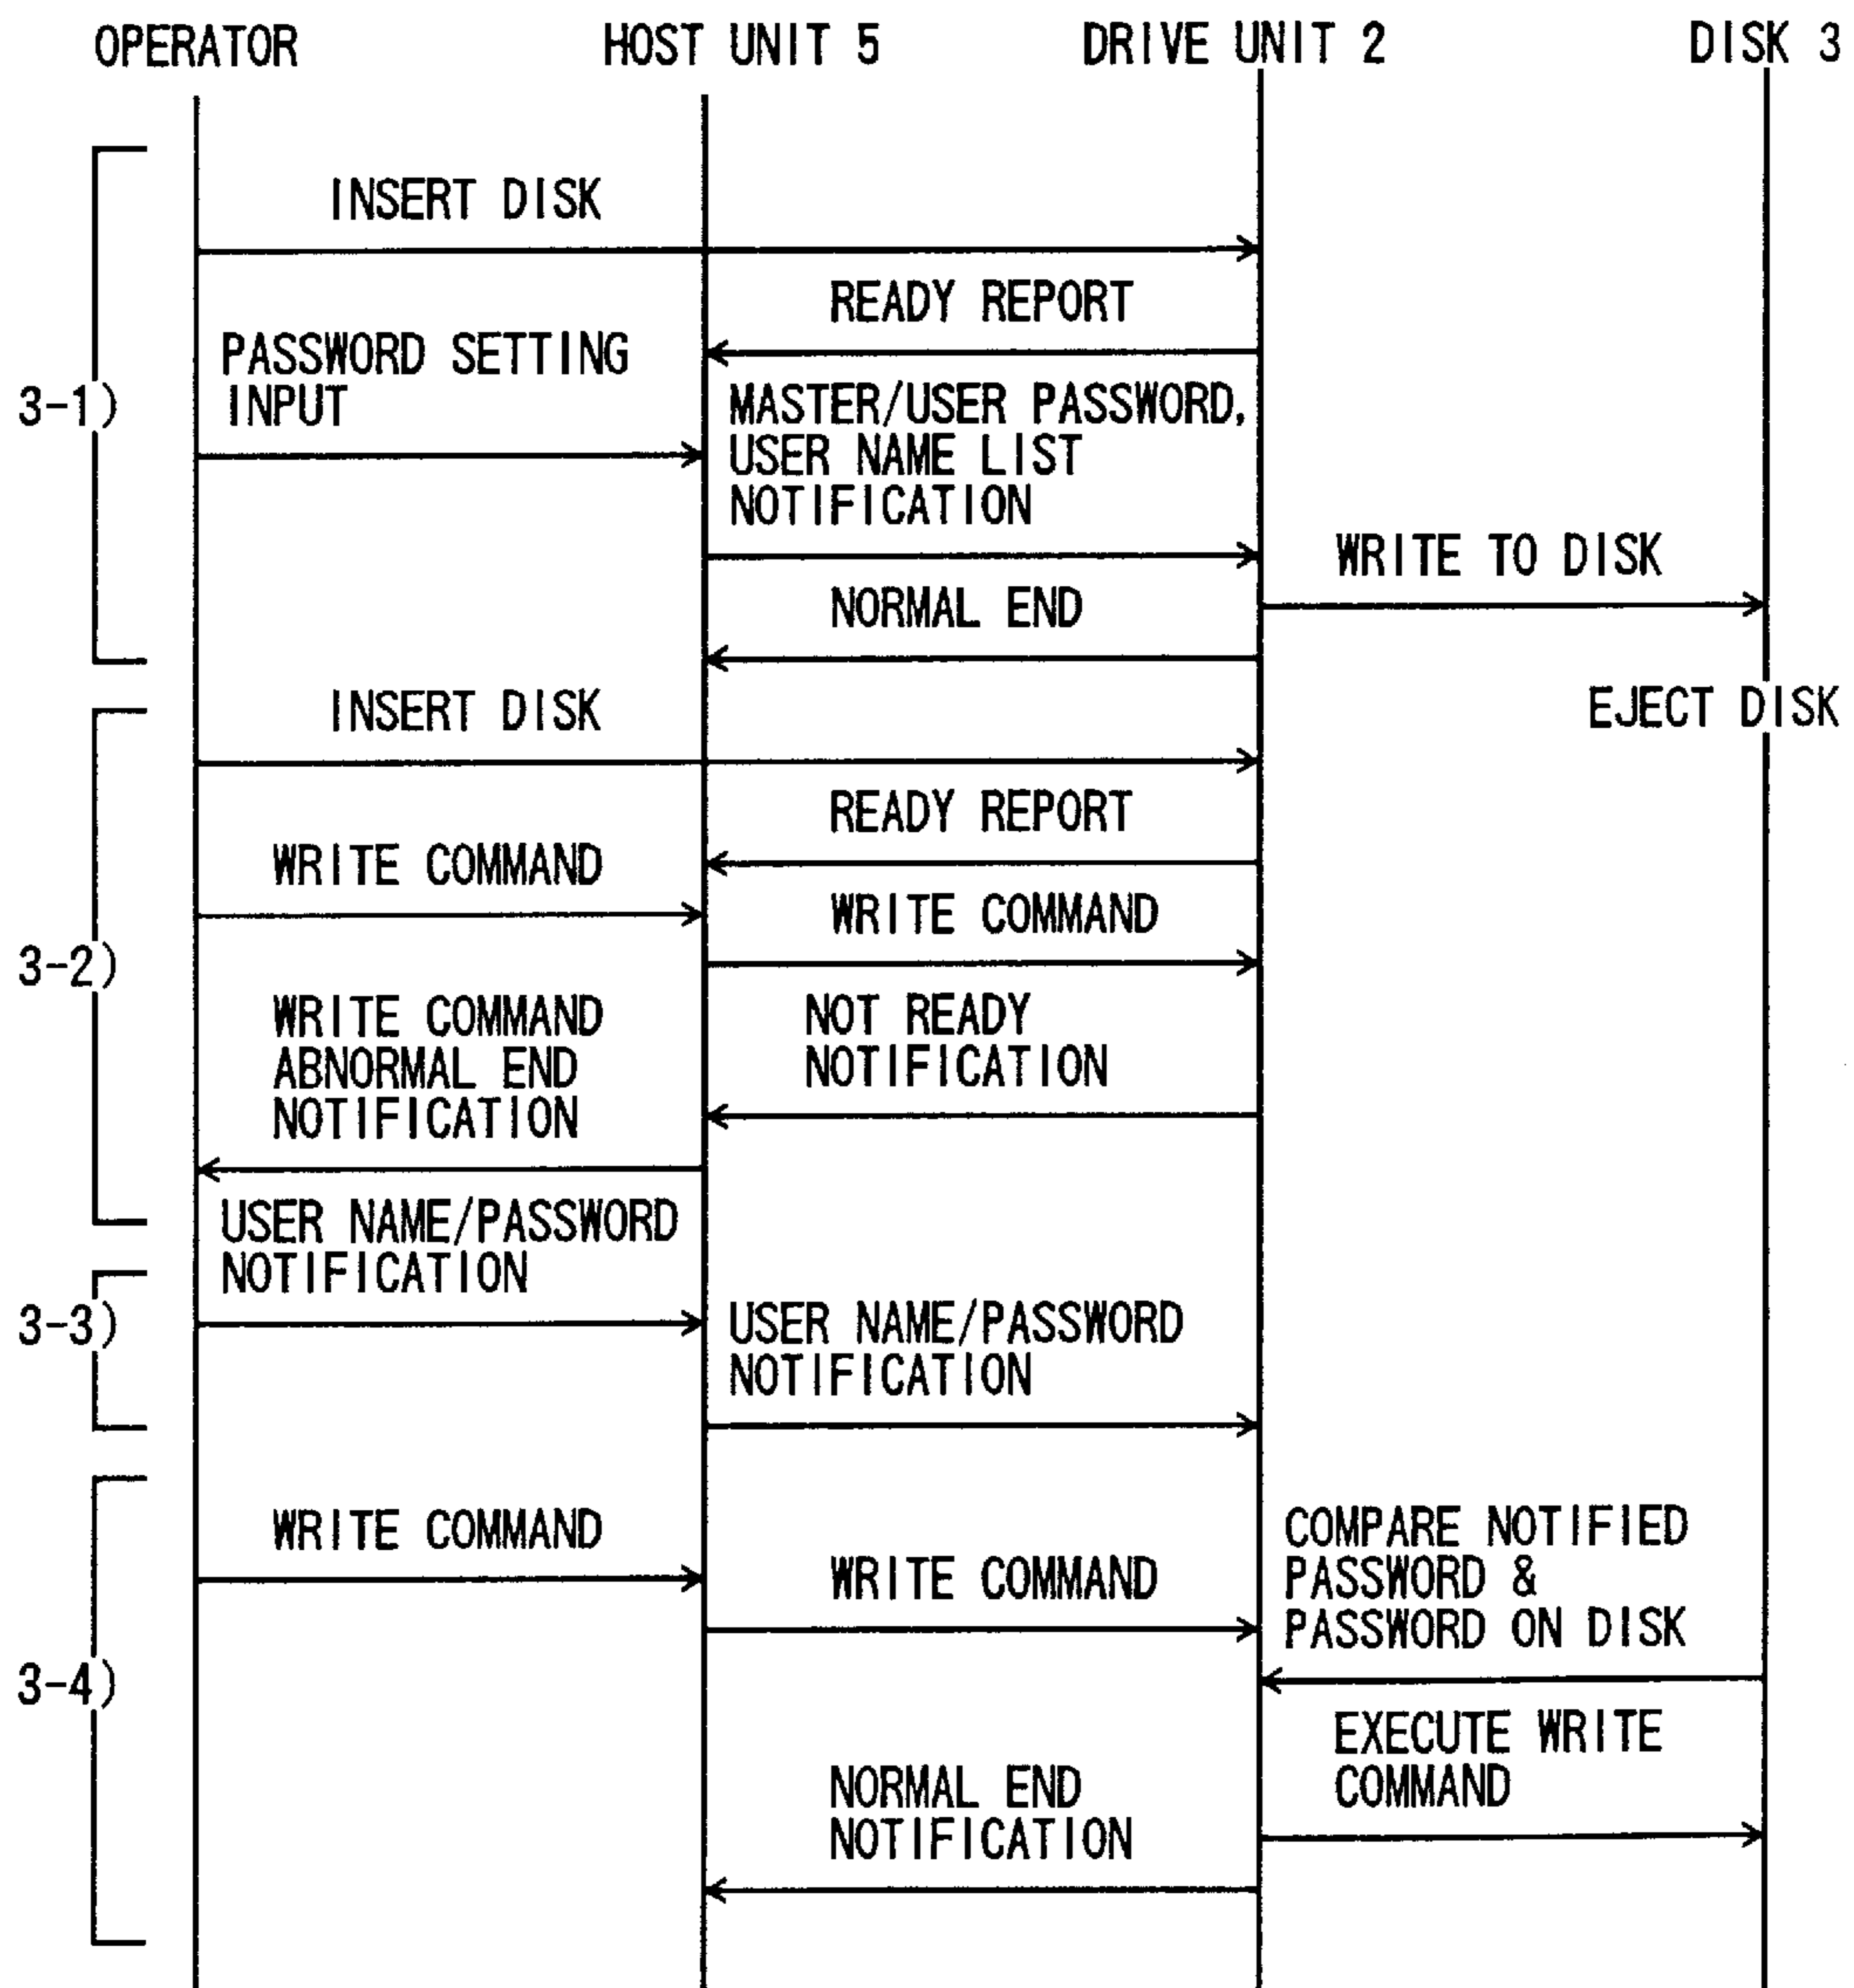 OPERATOR HOST UNIT 5 DRIVE UNIT 2 DISK 3
3-1)
INSERT DISK
READY REPORT
PASSWORD SETTING
INPUT
MASTER/USER PASSWORD,
USER NAME LIST
NOTIFICATION
WRITE TO DISK
NORMAL END
EJECT DISK
3-2)
INSERT DISK
READY REPORT
WRITE COMMAND
WRITE COMMAND
NOT READY
NOTIFICATION
WRITE COMMAND
ABNORMAL END
NOTIFICATION
3-3)
USER NAME/PASSWORD
NOTIFICATION
USER NAME/PASSWORD
NOTIFICATION
3-4)
WRITE COMMAND
WRITE COMMAND
COMPARE NOTIFIED
PASSWORD &
PASSWORD ON DISK
EXECUTE WRITE
COMMAND
NORMAL END
NOTIFICATION